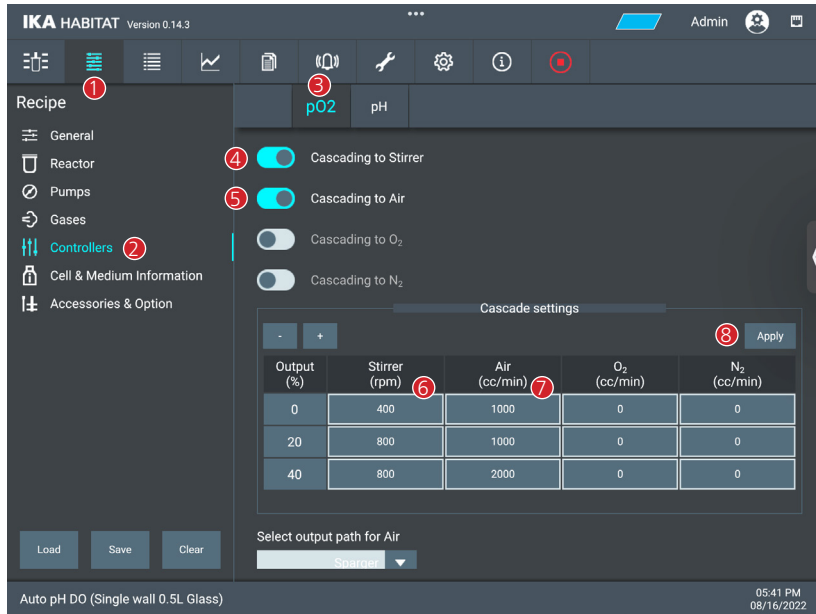 IKA HABITAT Version 0.14.3
Admin
1
3
Recipe
pO2
pH
General
Reactor
Pumps
Gases
Controllers 2
Cell & Medium Information
Accessories & Option
4 Cascading to Stirrer
5 Cascading to Air
Cascading to O₂
Cascading to N₂
Cascade settings
- + 8 Apply
Output (%) Stirrer (rpm) 6 Air (cc/min) 7 O₂ (cc/min) N₂ (cc/min)
0 400 1000 0 0
20 800 1000 0 0
40 800 2000 0 0
Select output path for Air
Sparger
Load Save Clear
Auto pH DO (Single wall 0.5L Glass)
05:41 PM
08/16/2022